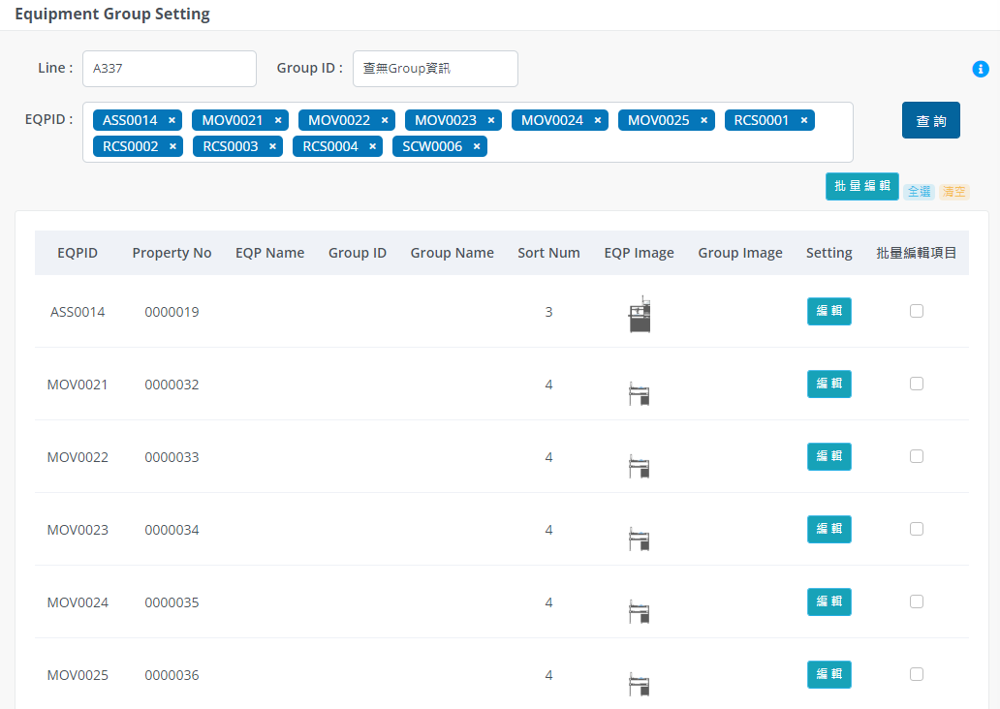 Equipment Group Setting
Line : A337 Group ID : 查無Group資訊
EQPID : ASS0014 × MOV0021 × MOV0022 × MOV0023 × MOV0024 × MOV0025 × RCS0001 × 查 詢
RCS0002 × RCS0003 × RCS0004 × SCW0006 ×
批 量 編 輯 全選 清空
EQPID Property No EQP Name Group ID Group Name Sort Num EQP Image Group Image Setting 批量編輯項目
ASS0014 0000019 3 編 輯
MOV0021 0000032 4 編 輯
MOV0022 0000033 4 編 輯
MOV0023 0000034 4 編 輯
MOV0024 0000035 4 編 輯
MOV0025 0000036 4 編 輯